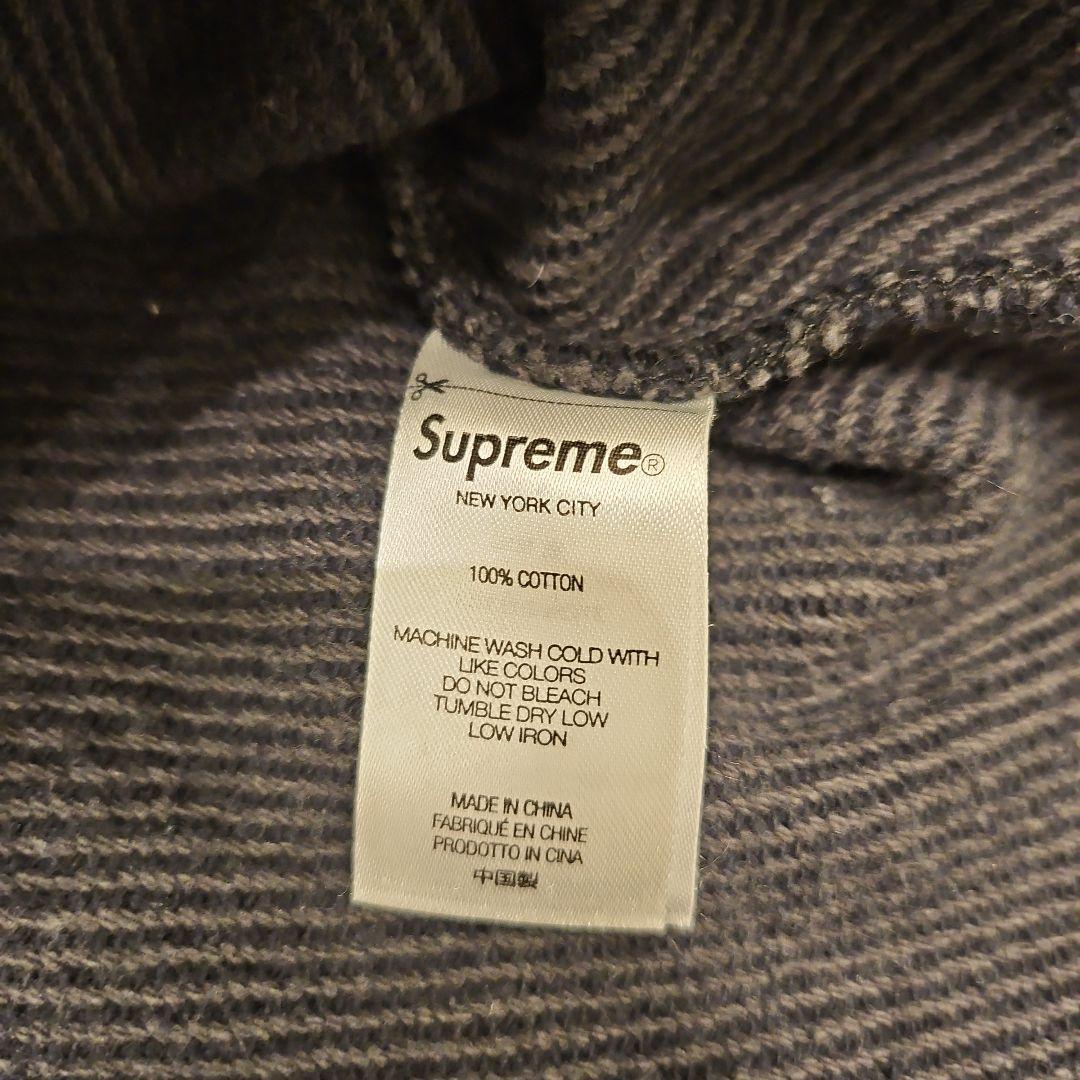 Supreme®
NEW YORK CITY
100% COTTON
MACHINE WASH COLD WITH
LIKE COLORS
DO NOT BLEACH
TUMBLE DRY LOW
LOW IRON
MADE IN CHINA
FABRIQUÉ EN CHINE
PRODOTTO IN CINA
中国製